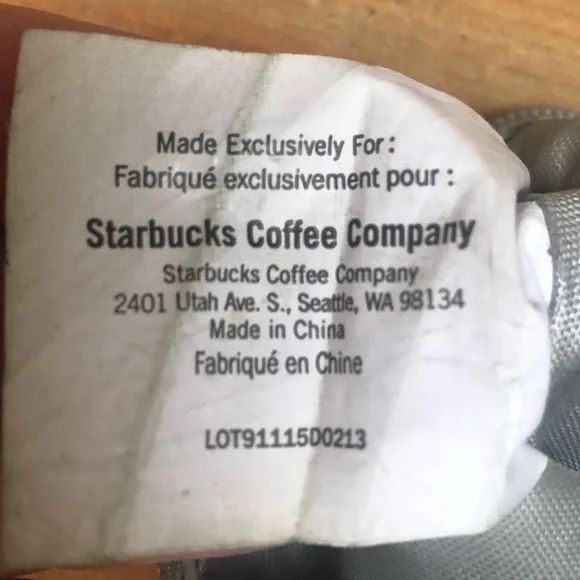 Made Exclusively For :
Fabriqué exclusivement pour :
Starbucks Coffee Company
Starbucks Coffee Company
2401 Utah Ave. S., Seattle, WA 98134
Made in China
Fabriqué en Chine
LOT91115D0213